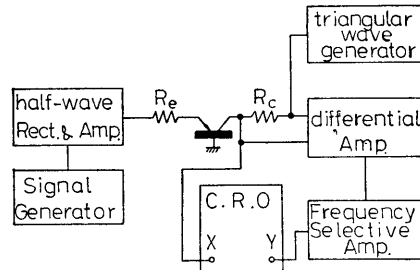 triangular
wave
generator
half-wave
Rect.& Amp.
Re
Rc
differential
Amp.
Signal
Generator
C.R.O
X
Y
Frequency
Selective
Amp.